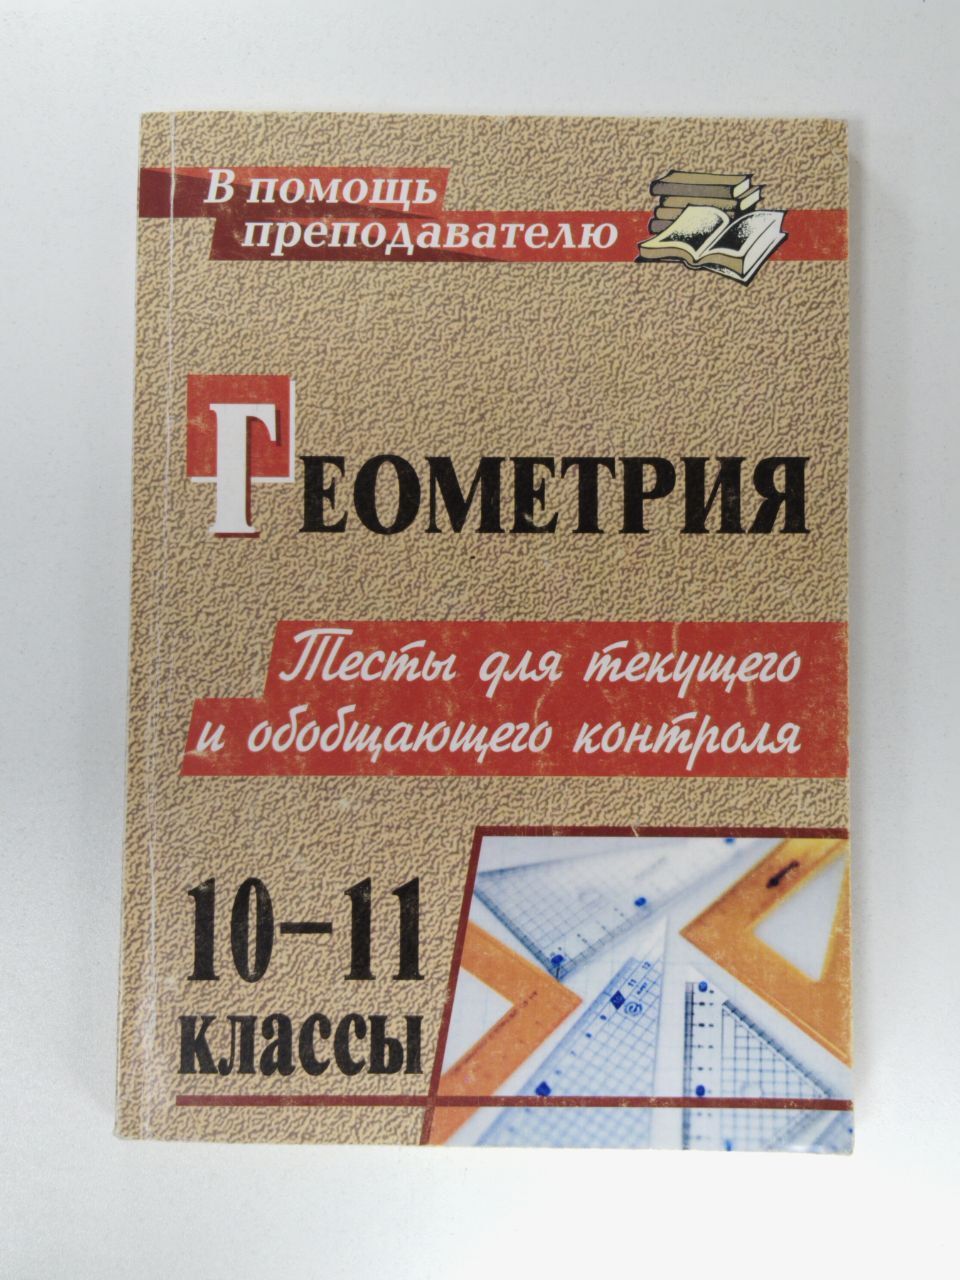 В помощь
преподавателю
Геометрия
Тесты для текущего
и обобщающего контроля
10–11
классы